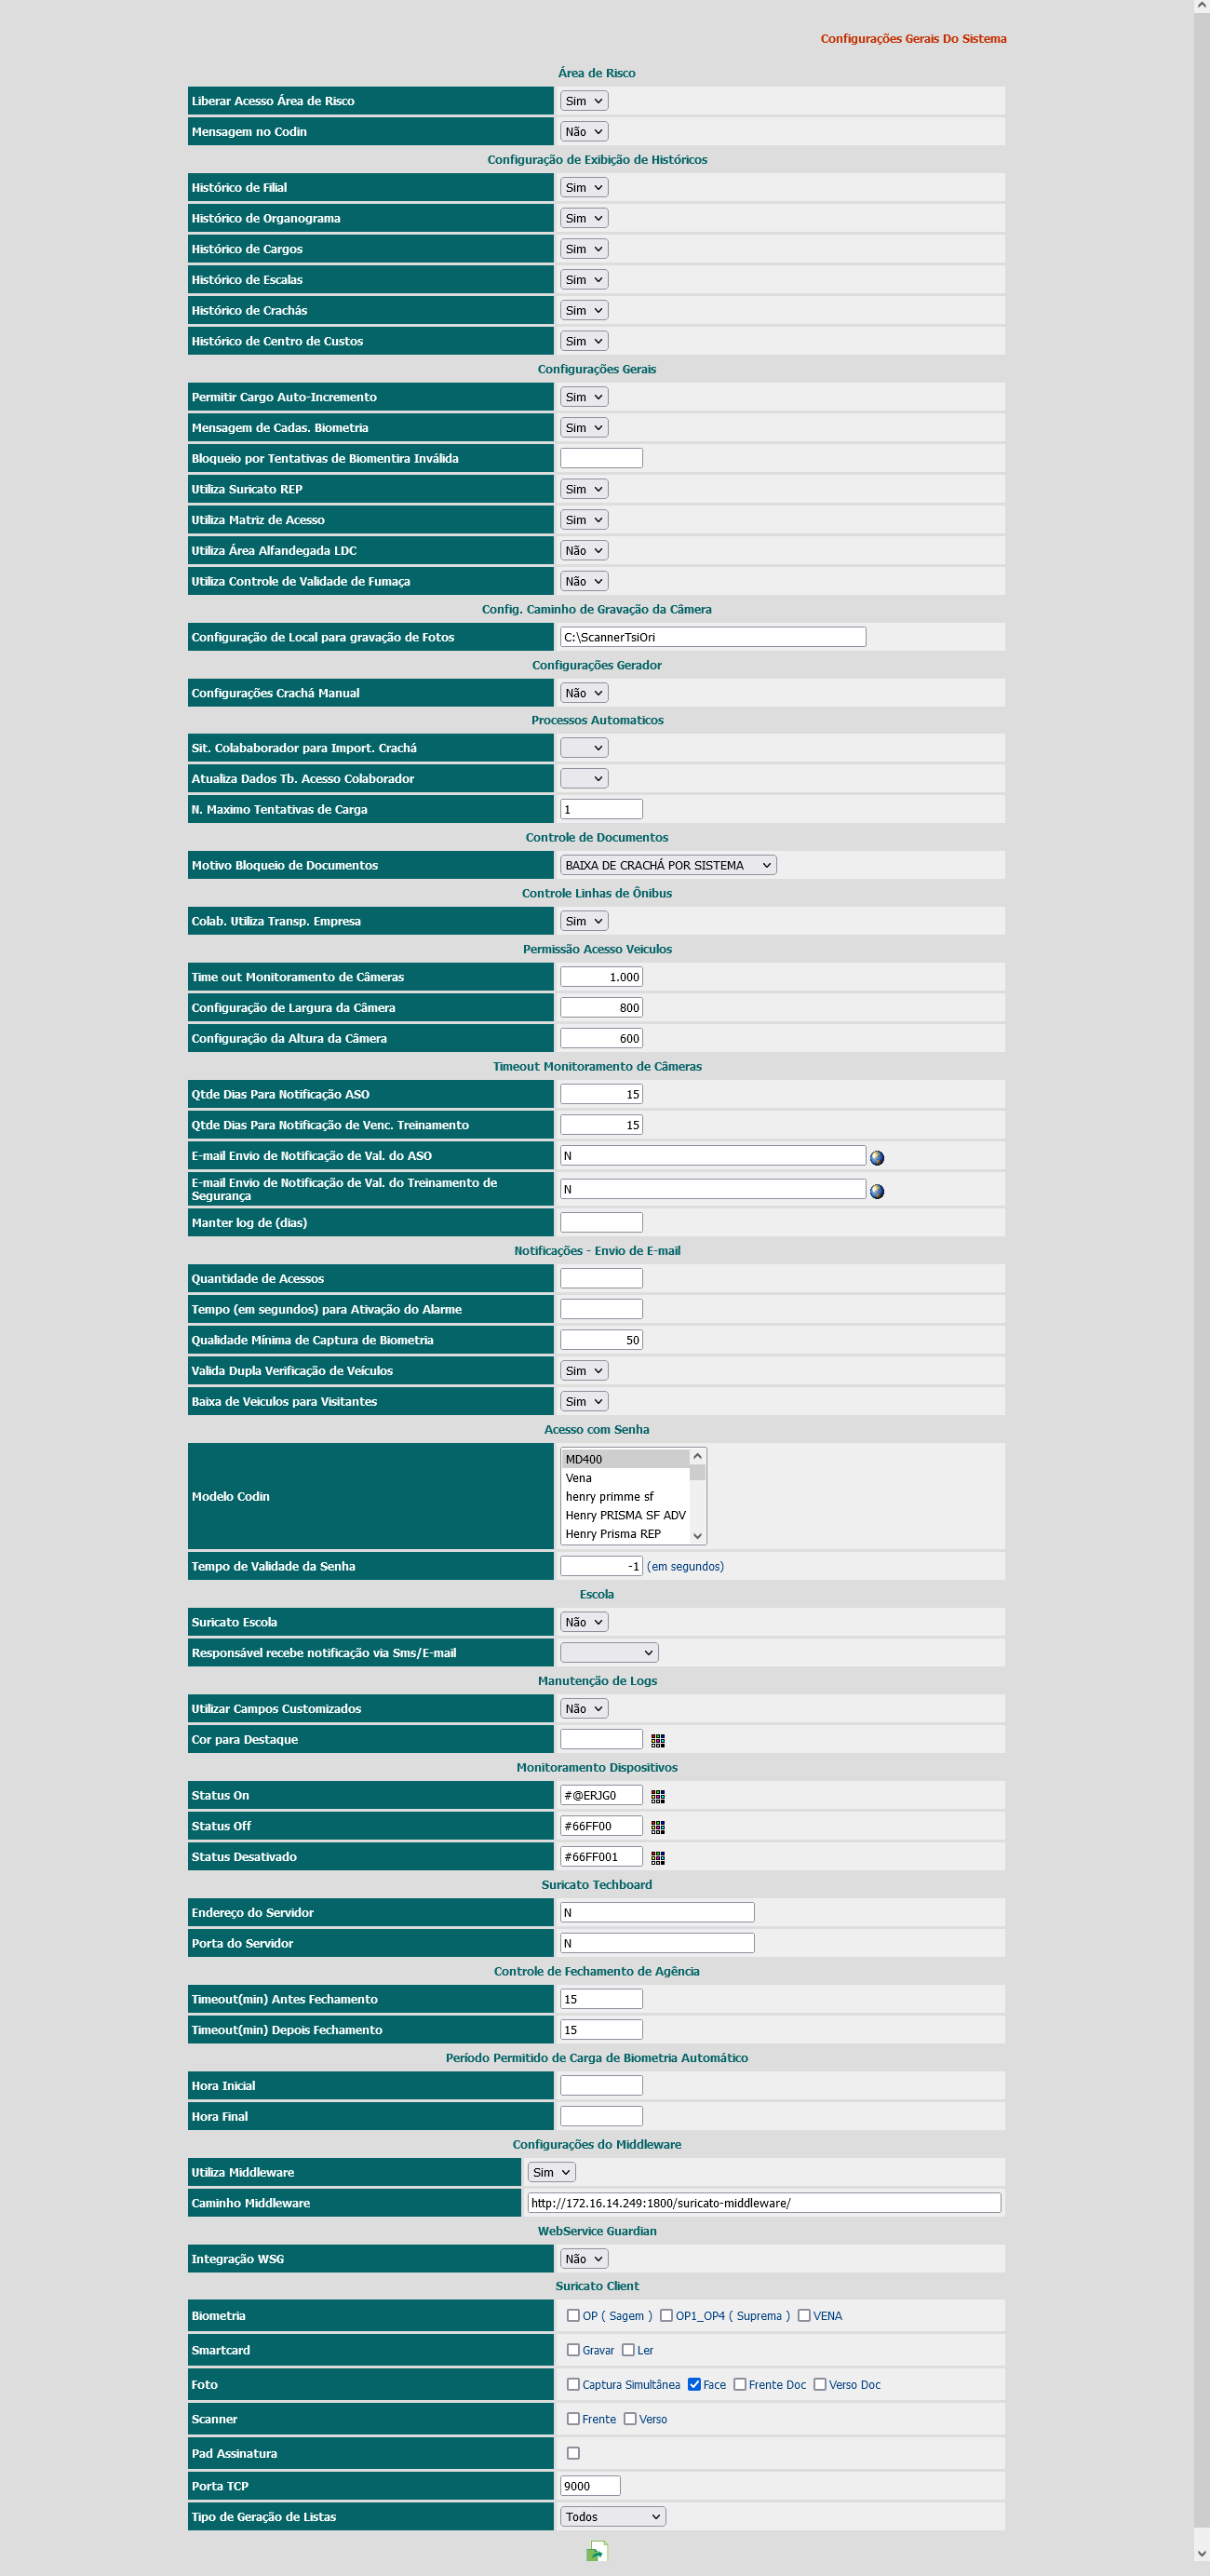 Configurações Gerais Do Sistema
Área de Risco
Liberar Acesso Área de Risco Sim
Mensagem no Codin Não
Configuração de Exibição de Históricos
Histórico de Filial Sim
Histórico de Organograma Sim
Histórico de Cargos Sim
Histórico de Escalas Sim
Histórico de Crachás Sim
Histórico de Centro de Custos Sim
Configurações Gerais
Permitir Cargo Auto-Incremento Sim
Mensagem de Cadas. Biometria Sim
Bloqueio por Tentativas de Biomentira Inválida
Utiliza Suricato REP Sim
Utiliza Matriz de Acesso Sim
Utiliza Área Alfandegada LDC Não
Utiliza Controle de Validade de Fumaça Não
Config. Caminho de Gravação da Câmera
Configuração de Local para gravação de Fotos C:\ScannerTsiOri
Configurações Gerador
Configurações Crachá Manual Não
Processos Automaticos
Sit. Colababorador para Import. Crachá
Atualiza Dados Tb. Acesso Colaborador
N. Maximo Tentativas de Carga 1
Controle de Documentos
Motivo Bloqueio de Documentos BAIXA DE CRACHÁ POR SISTEMA
Controle Linhas de Ônibus
Colab. Utiliza Transp. Empresa Sim
Permissão Acesso Veiculos
Time out Monitoramento de Câmeras 1.000
Configuração de Largura da Câmera 800
Configuração da Altura da Câmera 600
Timeout Monitoramento de Câmeras
Qtde Dias Para Notificação ASO 15
Qtde Dias Para Notificação de Venc. Treinamento 15
E-mail Envio de Notificação de Val. do ASO N
E-mail Envio de Notificação de Val. do Treinamento de
Segurança N
Manter log de (dias)
Notificações - Envio de E-mail
Quantidade de Acessos
Tempo (em segundos) para Ativação do Alarme
Qualidade Mínima de Captura de Biometria 50
Valida Dupla Verificação de Veículos Sim
Baixa de Veiculos para Visitantes Sim
Acesso com Senha
Modelo Codin
MD400
Vena
henry primme sf
Henry PRISMA SF ADV
Henry Prisma REP
Tempo de Validade da Senha -1 (em segundos)
Escola
Suricato Escola Não
Responsável recebe notificação via Sms/E-mail
Manutenção de Logs
Utilizar Campos Customizados Não
Cor para Destaque
Monitoramento Dispositivos
Status On #@ERJG0
Status Off #66FF00
Status Desativado #66FF001
Suricato Techboard
Endereço do Servidor N
Porta do Servidor N
Controle de Fechamento de Agência
Timeout(min) Antes Fechamento 15
Timeout(min) Depois Fechamento 15
Período Permitido de Carga de Biometria Automático
Hora Inicial
Hora Final
Configurações do Middleware
Utiliza Middleware Sim
Caminho Middleware http://172.16.14.249:1800/suricato-middleware/
WebService Guardian
Integração WSG Não
Suricato Client
Biometria OP ( Sagem ) OP1_OP4 ( Suprema ) VENA
Smartcard Gravar Ler
Foto Captura Simultânea Face Frente Doc Verso Doc
Scanner Frente Verso
Pad Assinatura
Porta TCP 9000
Tipo de Geração de Listas Todos